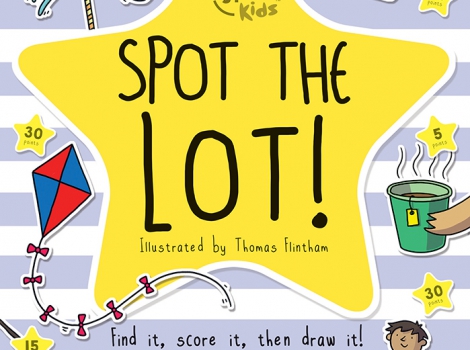 Kids
SPOT THE
LOT!
Illustrated by Thomas Flintham
30
points
5
points
30
points
15
Find it, score it, then draw it!